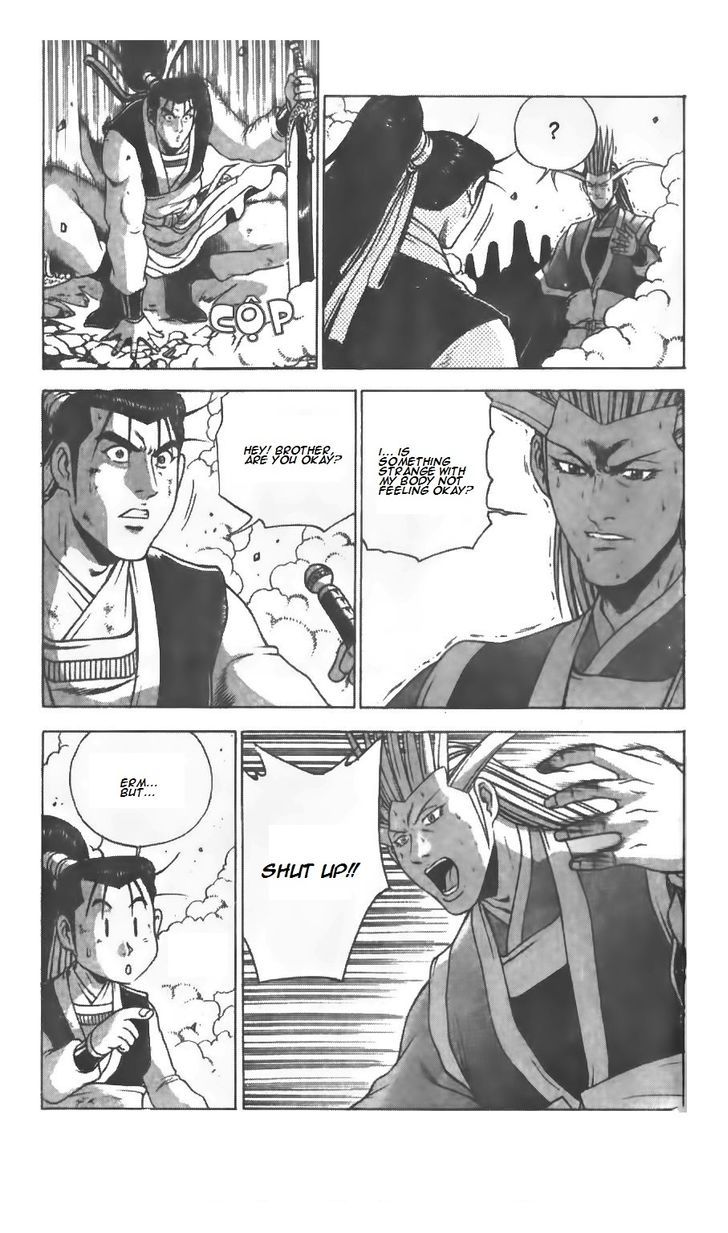 CỘP
?
HEY! BROTHER,
ARE YOU OKAY?
I... IS
SOMETHING
STRANGE WITH
MY BODY NOT
FEELING OKAY?
ERM...
BUT...
SHUT UP!!